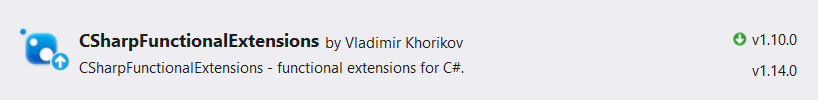 CSharpFunctionalExtensions by Vladimir Khorikov v1.10.0
CSharpFunctionalExtensions - functional extensions for C#. v1.14.0